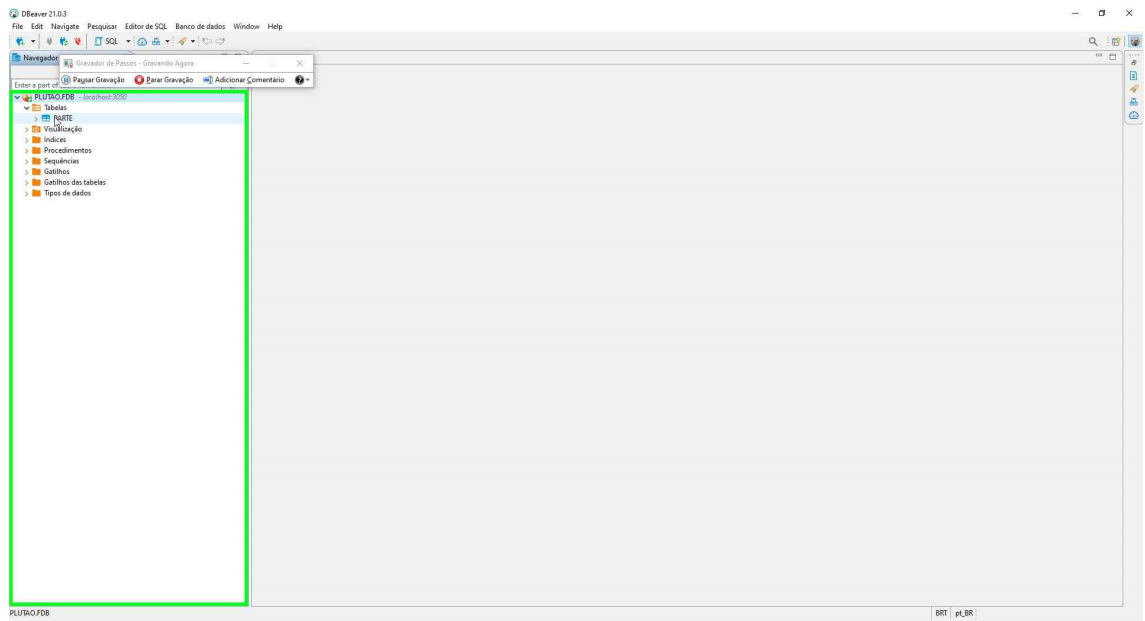 DBeaver 21.0.3
File Edit Navigate Pesquisar Editor de SQL Banco de dados Window Help
SQL
Navegador
Gravador de Passos - Gravando Agora
Enter a part of
Pausar Gravação Parar Gravação Adicionar Comentário
PLUTAO.FDB - localhost:3050
Tabelas
PARTE
Visualização
Indices
Procedimentos
Sequências
Gatilhos
Gatilhos das tabelas
Tipos de dados
PLUTAO.FDB
BRT pt_BR